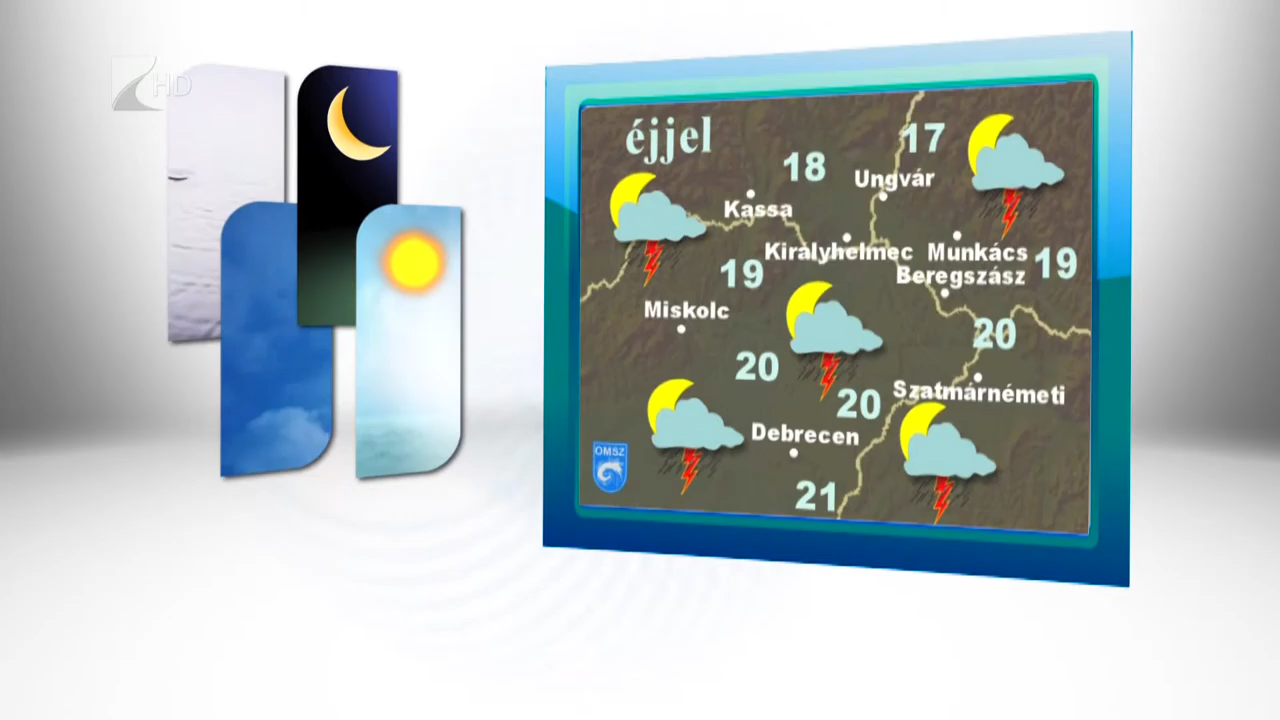 HD
éjjel
17
18
Ungvár
Kassa
Királyhelmec
Munkács
19
19
Beregszász
Miskolc
20
20
Szatmárnémeti
20
Debrecen
OMSZ
21